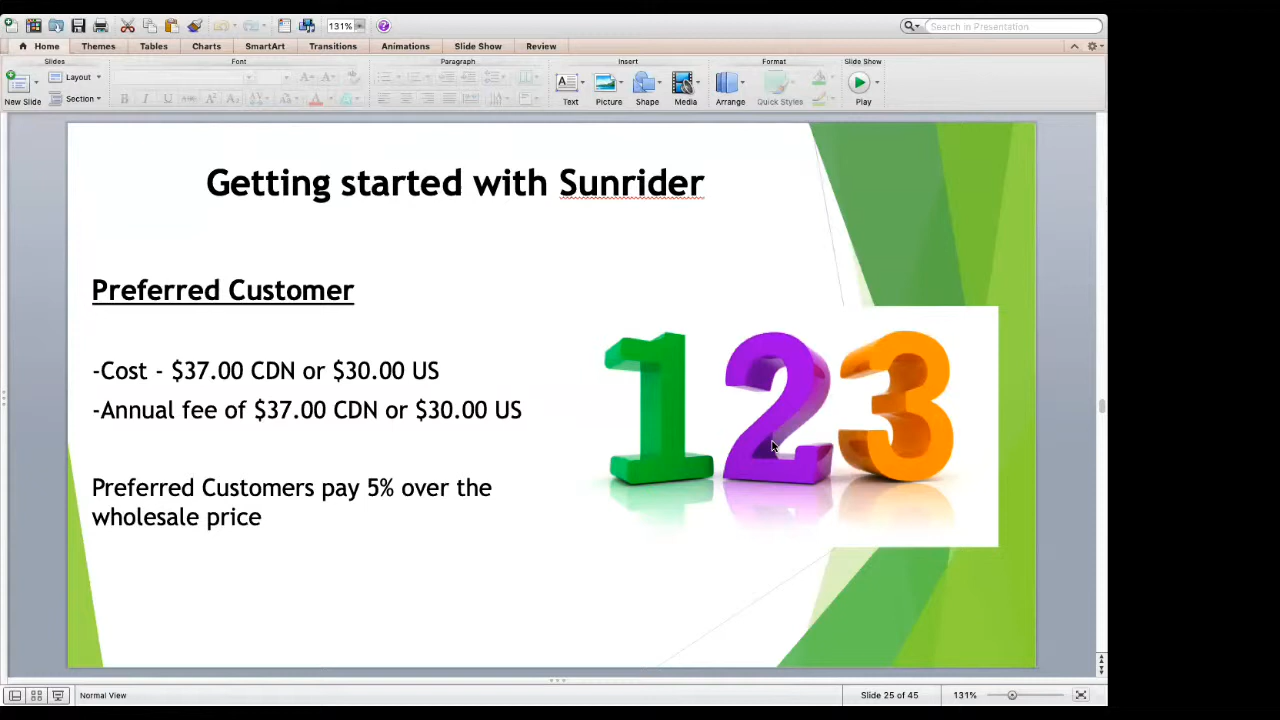 131%
Search in Presentation
Home Themes Tables Charts SmartArt Transitions Animations Slide Show Review
Slides Font Paragraph Insert Format Slide Show
Layout
New Slide Section Text Picture Shape Media Arrange Quick Styles Play
Getting started with Sunrider
Preferred Customer
-Cost - $37.00 CDN or $30.00 US
-Annual fee of $37.00 CDN or $30.00 US
Preferred Customers pay 5% over the
wholesale price
1 2 3
Normal View Slide 25 of 45 131%